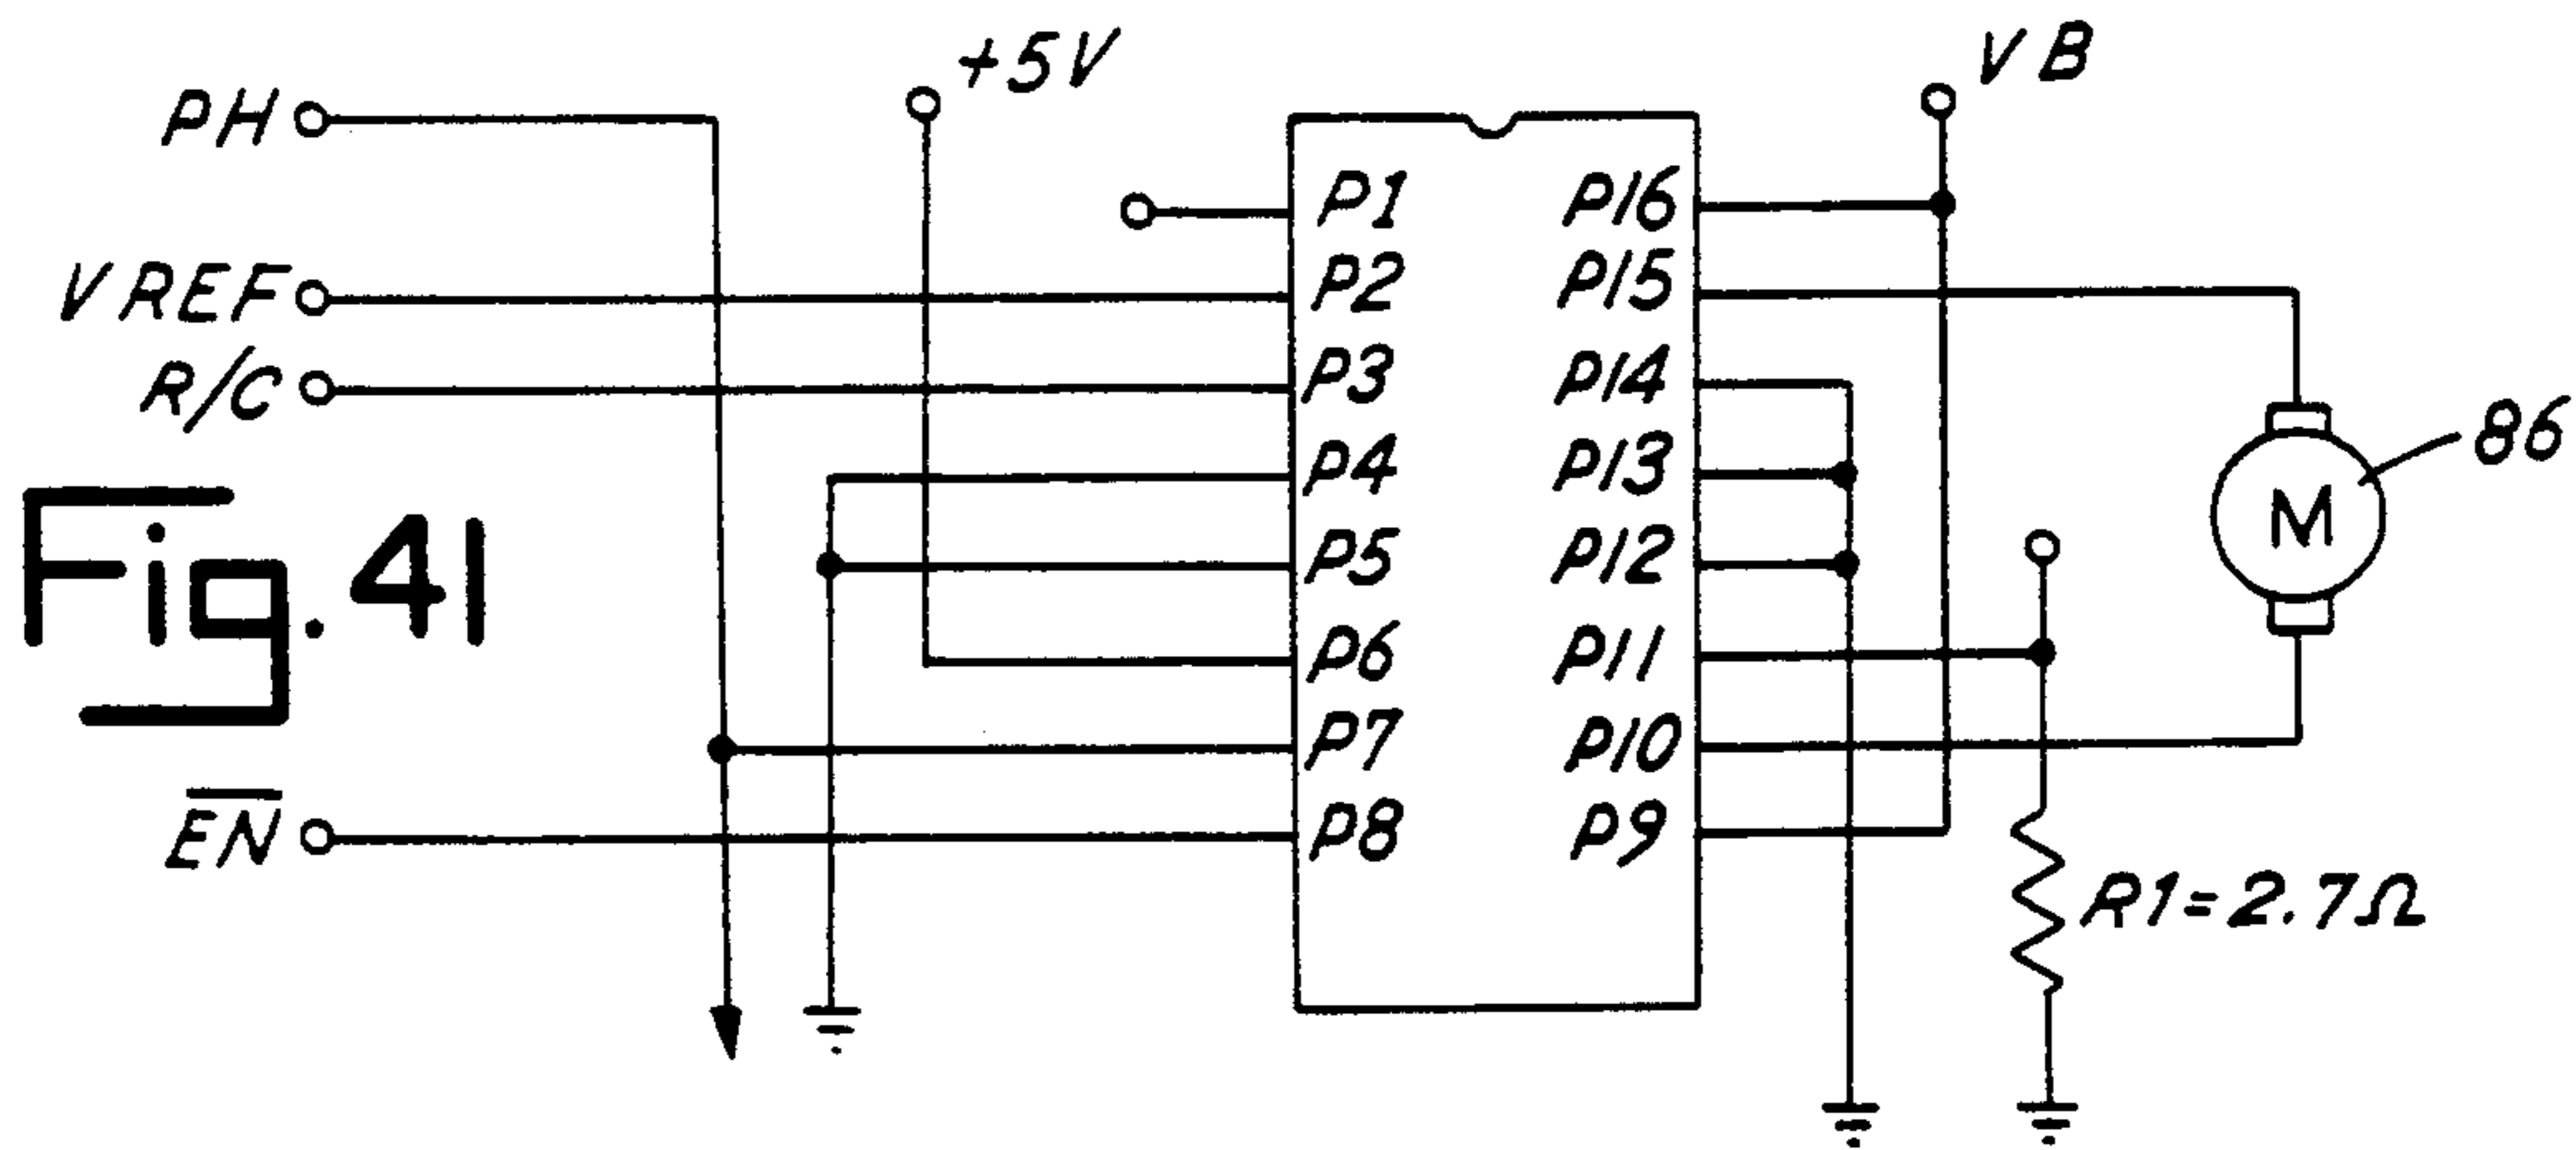 PH
+5V
VB
VREF
R/C
P1
P2
P3
P4
P5
P6
P7
P8
P16
P15
P14
P13
P12
P11
P10
P9
M
86
Fig. 41
E̅N̅
R1=2.7Ω